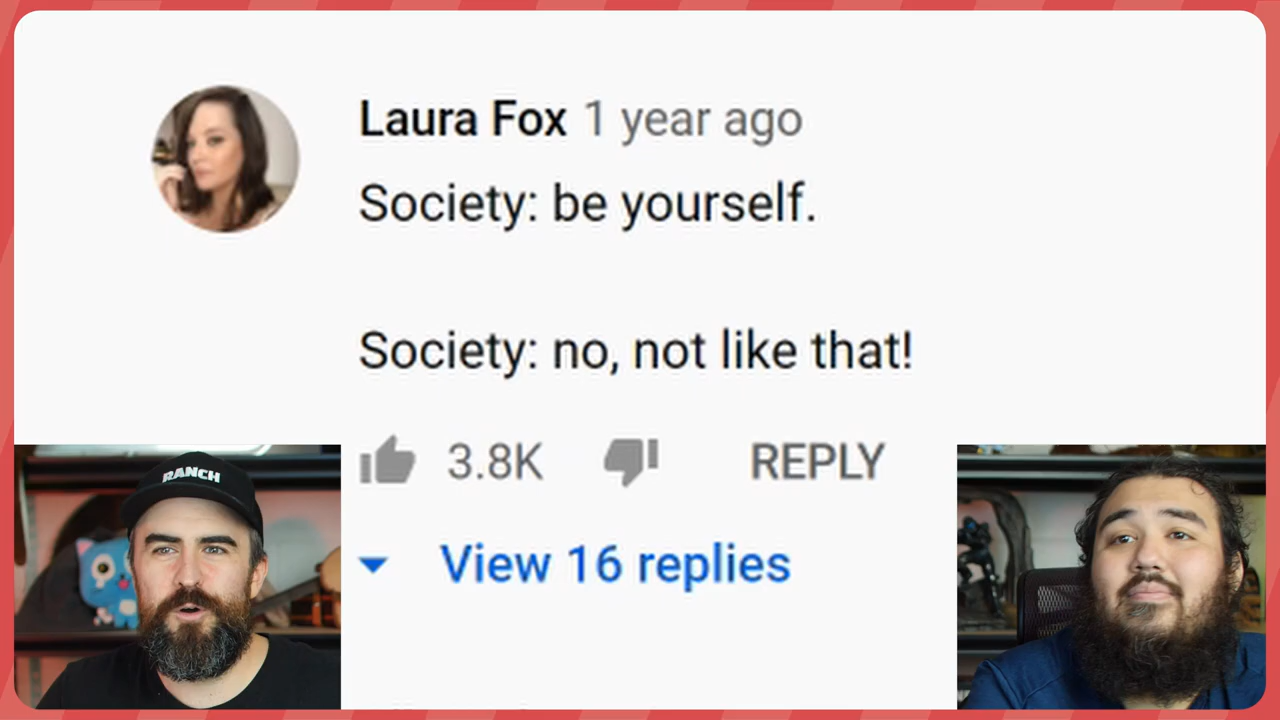 Laura Fox 1 year ago
Society: be yourself.
Society: no, not like that!
3.8K REPLY
View 16 replies
RANCH